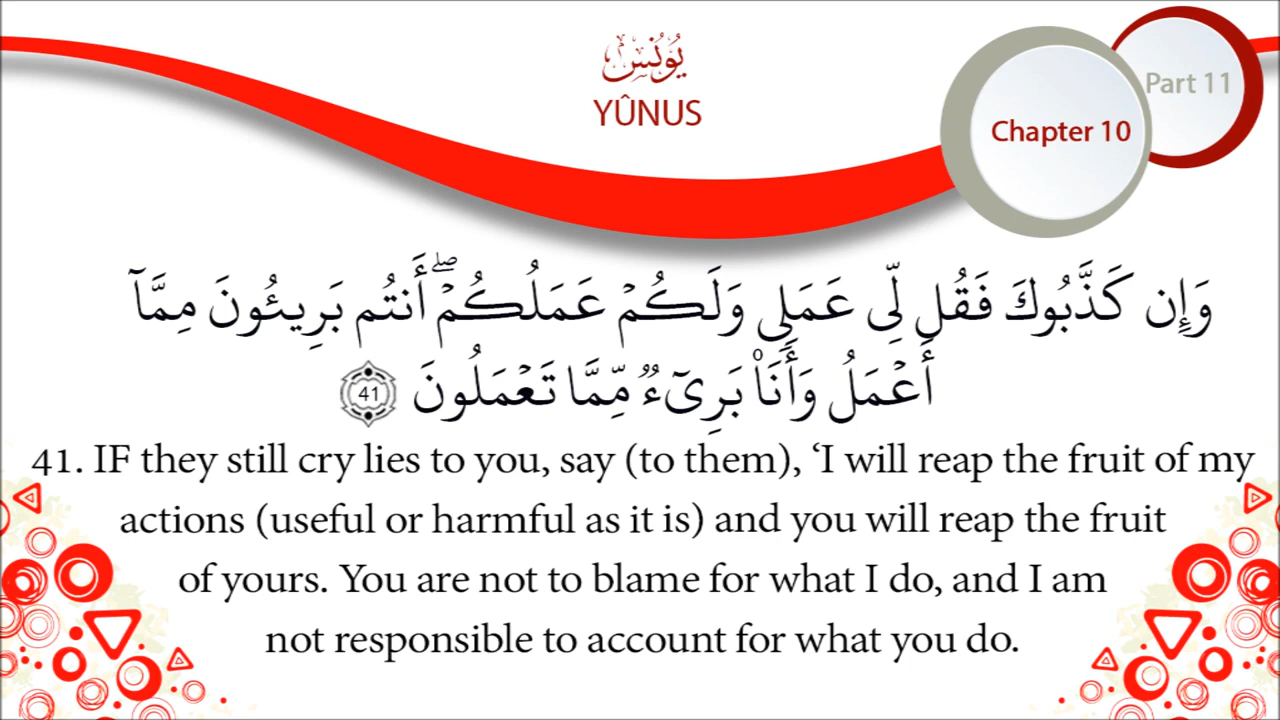 يُونُس
YÛNUS
Part 11
Chapter 10
وَإِن كَذَّبُوكَ فَقُل لِّى عَمَلِى وَلَكُمۡ عَمَلُكُمۡۖ أَنتُم بَرِيٓـُٔونَ مِمَّآ
أَعۡمَلُ وَأَنَا۠ بَرِىٓءٞ مِّمَّا تَعۡمَلُونَ 41
41. IF they still cry lies to you, say (to them), ‘I will reap the fruit of my
actions (useful or harmful as it is) and you will reap the fruit
of yours. You are not to blame for what I do, and I am
not responsible to account for what you do.